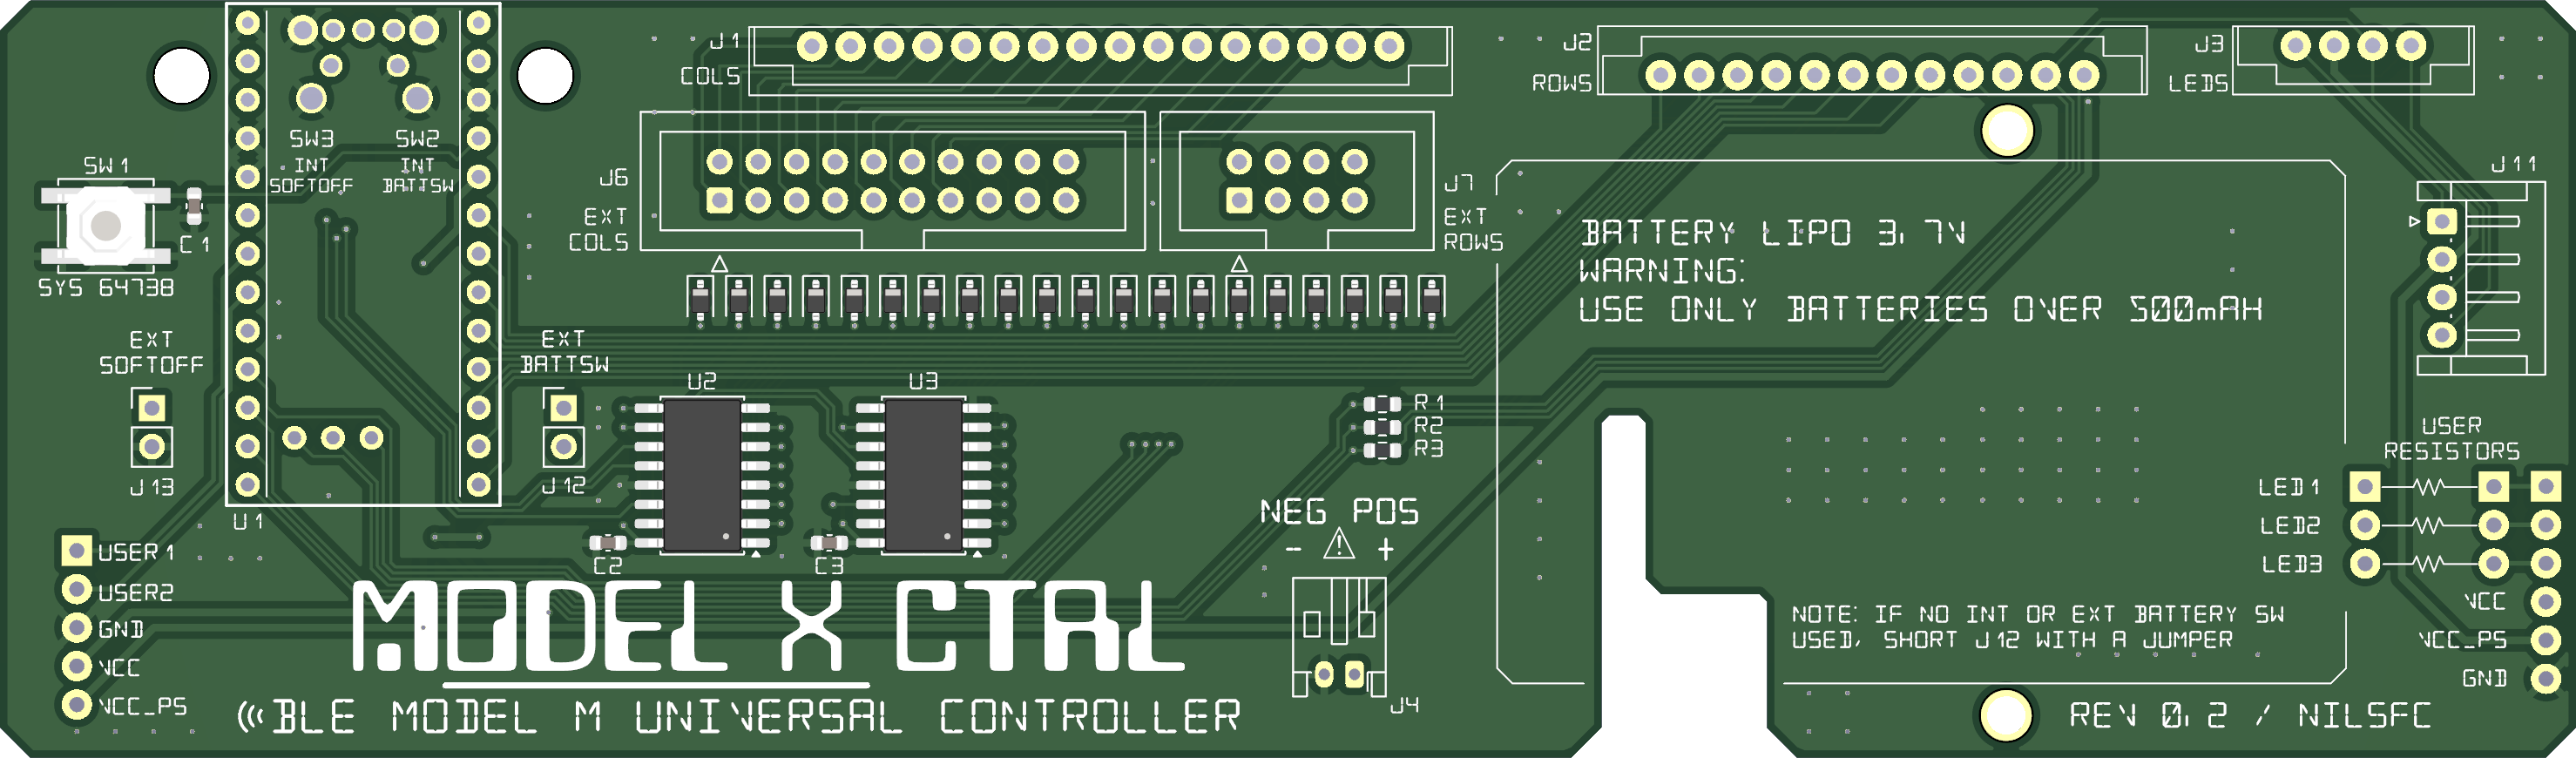 J1
COLS
J2
ROWS
J3
LEDS
SW3
INT
SOFTOFF
SW2
INT
BATTSW
SW1
C1
SYS 64738
J6
EXT
COLS
J7
EXT
ROWS
J11
BATTERY LIPO 3,7V
WARNING:
USE ONLY BATTERIES OVER 500mAH
EXT
SOFTOFF
J13
EXT
BATTSW
J12
U1
U2
U3
C2
C3
R1
R2
R3
USER
RESISTORS
LED1
LED2
LED3
VCC
VCC_PS
GND
USER1
USER2
GND
VCC
VCC_PS
NEG POS
- ! +
J4
MODEL X CTRL
BLE MODEL M UNIVERSAL CONTROLLER
NOTE: IF NO INT OR EXT BATTERY SW
USED, SHORT J12 WITH A JUMPER
REV 0,2 / NILSFC